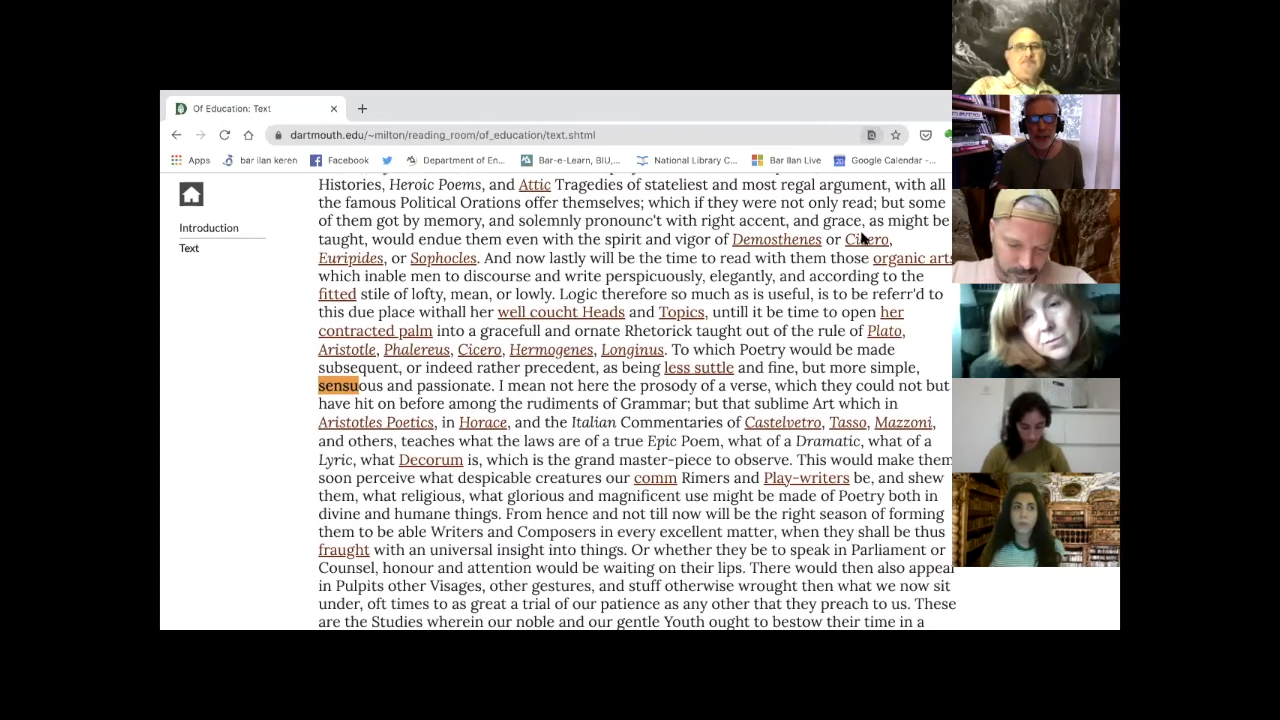 Of Education: Text
dartmouth.edu/~milton/reading_room/of_education/text.shtml
Apps bar ilan keren Facebook Department of En... Bar-e-Learn, BIU,... National Library C... Bar Ilan Live Google Calendar -...
Introduction
Text
Histories, Heroic Poems, and Attic Tragedies of stateliest and most regal argument, with all
the famous Political Orations offer themselves; which if they were not only read; but some
of them got by memory, and solemnly pronounc't with right accent, and grace, as might be
taught, would endue them even with the spirit and vigor of Demosthenes or Cicero,
Euripides, or Sophocles. And now lastly will be the time to read with them those organic arts
which inable men to discourse and write perspicuously, elegantly, and according to the
fitted stile of lofty, mean, or lowly. Logic therefore so much as is useful, is to be referr'd to
this due place withall her well coucht Heads and Topics, untill it be time to open her
contracted palm into a gracefull and ornate Rhetorick taught out of the rule of Plato,
Aristotle, Phalereus, Cicero, Hermogenes, Longinus. To which Poetry would be made
subsequent, or indeed rather precedent, as being less suttle and fine, but more simple,
sensuous and passionate. I mean not here the prosody of a verse, which they could not but
have hit on before among the rudiments of Grammar; but that sublime Art which in
Aristotles Poetics, in Horace, and the Italian Commentaries of Castelvetro, Tasso, Mazzoni,
and others, teaches what the laws are of a true Epic Poem, what of a Dramatic, what of a
Lyric, what Decorum is, which is the grand master-piece to observe. This would make them
soon perceive what despicable creatures our comm Rimers and Play-writers be, and shew
them, what religious, what glorious and magnificent use might be made of Poetry both in
divine and humane things. From hence and not till now will be the right season of forming
them to be able Writers and Composers in every excellent matter, when they shall be thus
fraught with an universal insight into things. Or whether they be to speak in Parliament or
Counsel, honour and attention would be waiting on their lips. There would then also appear
in Pulpits other Visages, other gestures, and stuff otherwise wrought then what we now sit
under, oft times to as great a trial of our patience as any other that they preach to us. These
are the Studies wherein our noble and our gentle Youth ought to bestow their time in a